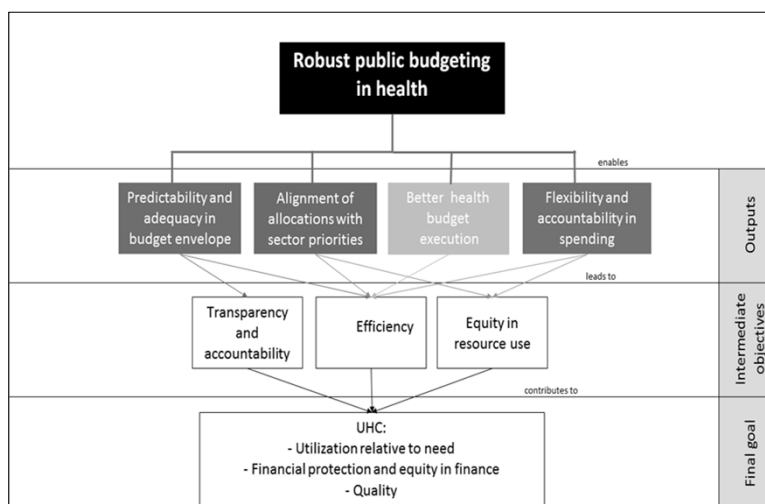 Robust public budgeting
in health
enables
Predictability and
adequacy in
budget envelope
Alignment of
allocations with
sector priorities
Better health
budget
execution
Flexibility and
accountability in
spending
Outputs
leads to
Transparency
and
accountability
Efficiency
Equity in
resource use
Intermediate
objectives
contributes to
UHC:
- Utilization relative to need
- Financial protection and equity in finance
- Quality
Final goal